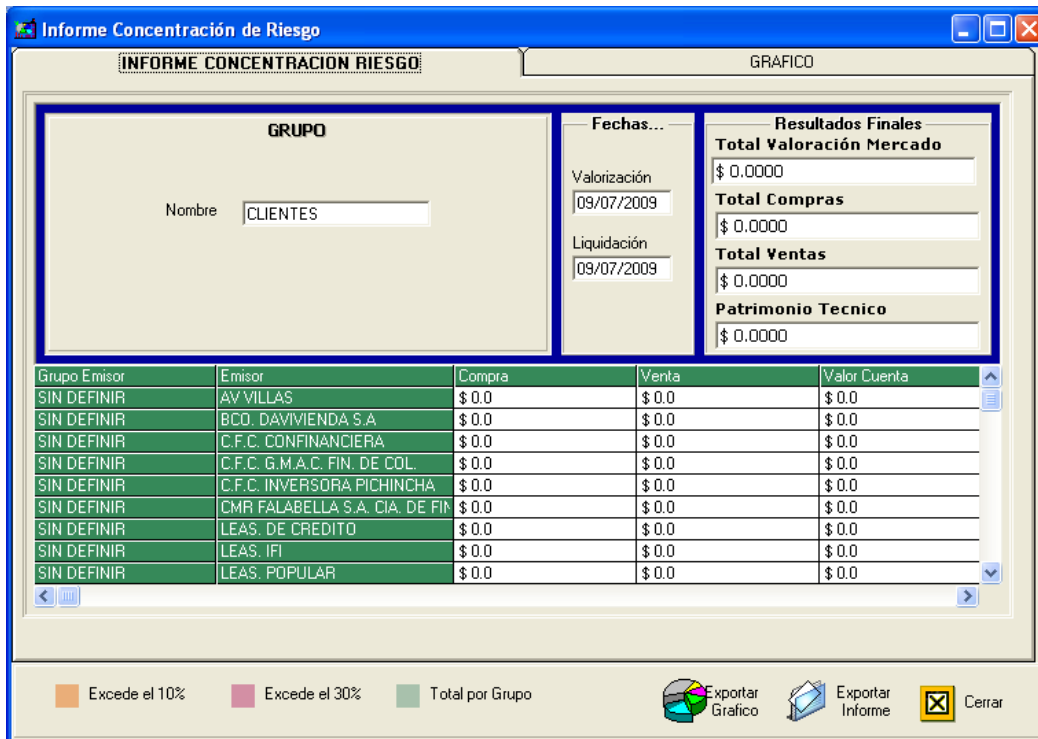 Informe Concentración de Riesgo
INFORME CONCENTRACION RIESGO
GRAFICO
GRUPO
Nombre CLIENTES
Fechas...
Valorización
09/07/2009
Liquidación
09/07/2009
Resultados Finales
Total Valoración Mercado
$ 0.0000
Total Compras
$ 0.0000
Total Ventas
$ 0.0000
Patrimonio Tecnico
$ 0.0000
Grupo Emisor Emisor Compra Venta Valor Cuenta
SIN DEFINIR AV VILLAS $ 0.0 $ 0.0 $ 0.0
SIN DEFINIR BCO. DAVIVIENDA S.A $ 0.0 $ 0.0 $ 0.0
SIN DEFINIR C.F.C. CONFINANCIERA $ 0.0 $ 0.0 $ 0.0
SIN DEFINIR C.F.C. G.M.A.C. FIN. DE COL. $ 0.0 $ 0.0 $ 0.0
SIN DEFINIR C.F.C. INVERSORA PICHINCHA $ 0.0 $ 0.0 $ 0.0
SIN DEFINIR CMR FALABELLA S.A. CIA. DE FIN $ 0.0 $ 0.0 $ 0.0
SIN DEFINIR LEAS. DE CREDITO $ 0.0 $ 0.0 $ 0.0
SIN DEFINIR LEAS. IFI $ 0.0 $ 0.0 $ 0.0
SIN DEFINIR LEAS. POPULAR $ 0.0 $ 0.0 $ 0.0
Excede el 10% Excede el 30% Total por Grupo
Exportar
Grafico
Exportar
Informe
Cerrar